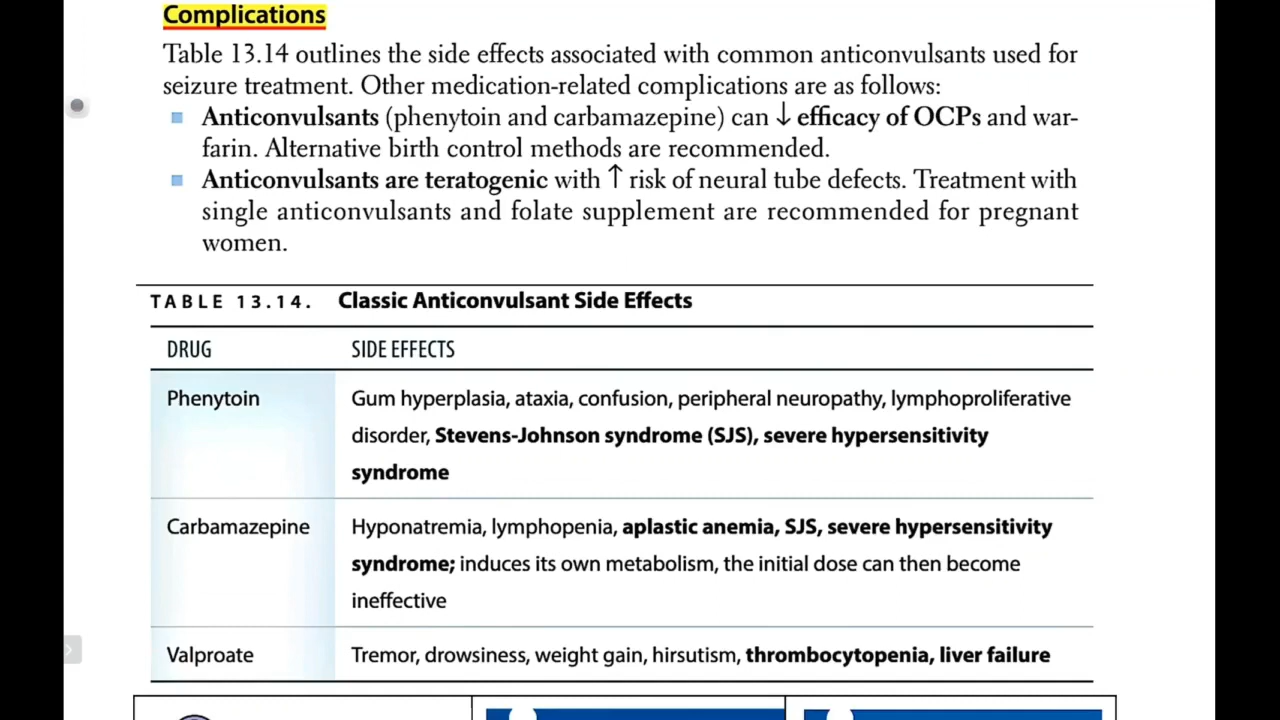 Complications
Table 13.14 outlines the side effects associated with common anticonvulsants used for
seizure treatment. Other medication-related complications are as follows:
■ Anticonvulsants (phenytoin and carbamazepine) can ↓ efficacy of OCPs and war-
farin. Alternative birth control methods are recommended.
■ Anticonvulsants are teratogenic with ↑ risk of neural tube defects. Treatment with
single anticonvulsants and folate supplement are recommended for pregnant
women.
TABLE 13.14. Classic Anticonvulsant Side Effects
DRUG SIDE EFFECTS
Phenytoin Gum hyperplasia, ataxia, confusion, peripheral neuropathy, lymphoproliferative
disorder, Stevens-Johnson syndrome (SJS), severe hypersensitivity
syndrome
Carbamazepine Hyponatremia, lymphopenia, aplastic anemia, SJS, severe hypersensitivity
syndrome; induces its own metabolism, the initial dose can then become
ineffective
Valproate Tremor, drowsiness, weight gain, hirsutism, thrombocytopenia, liver failure